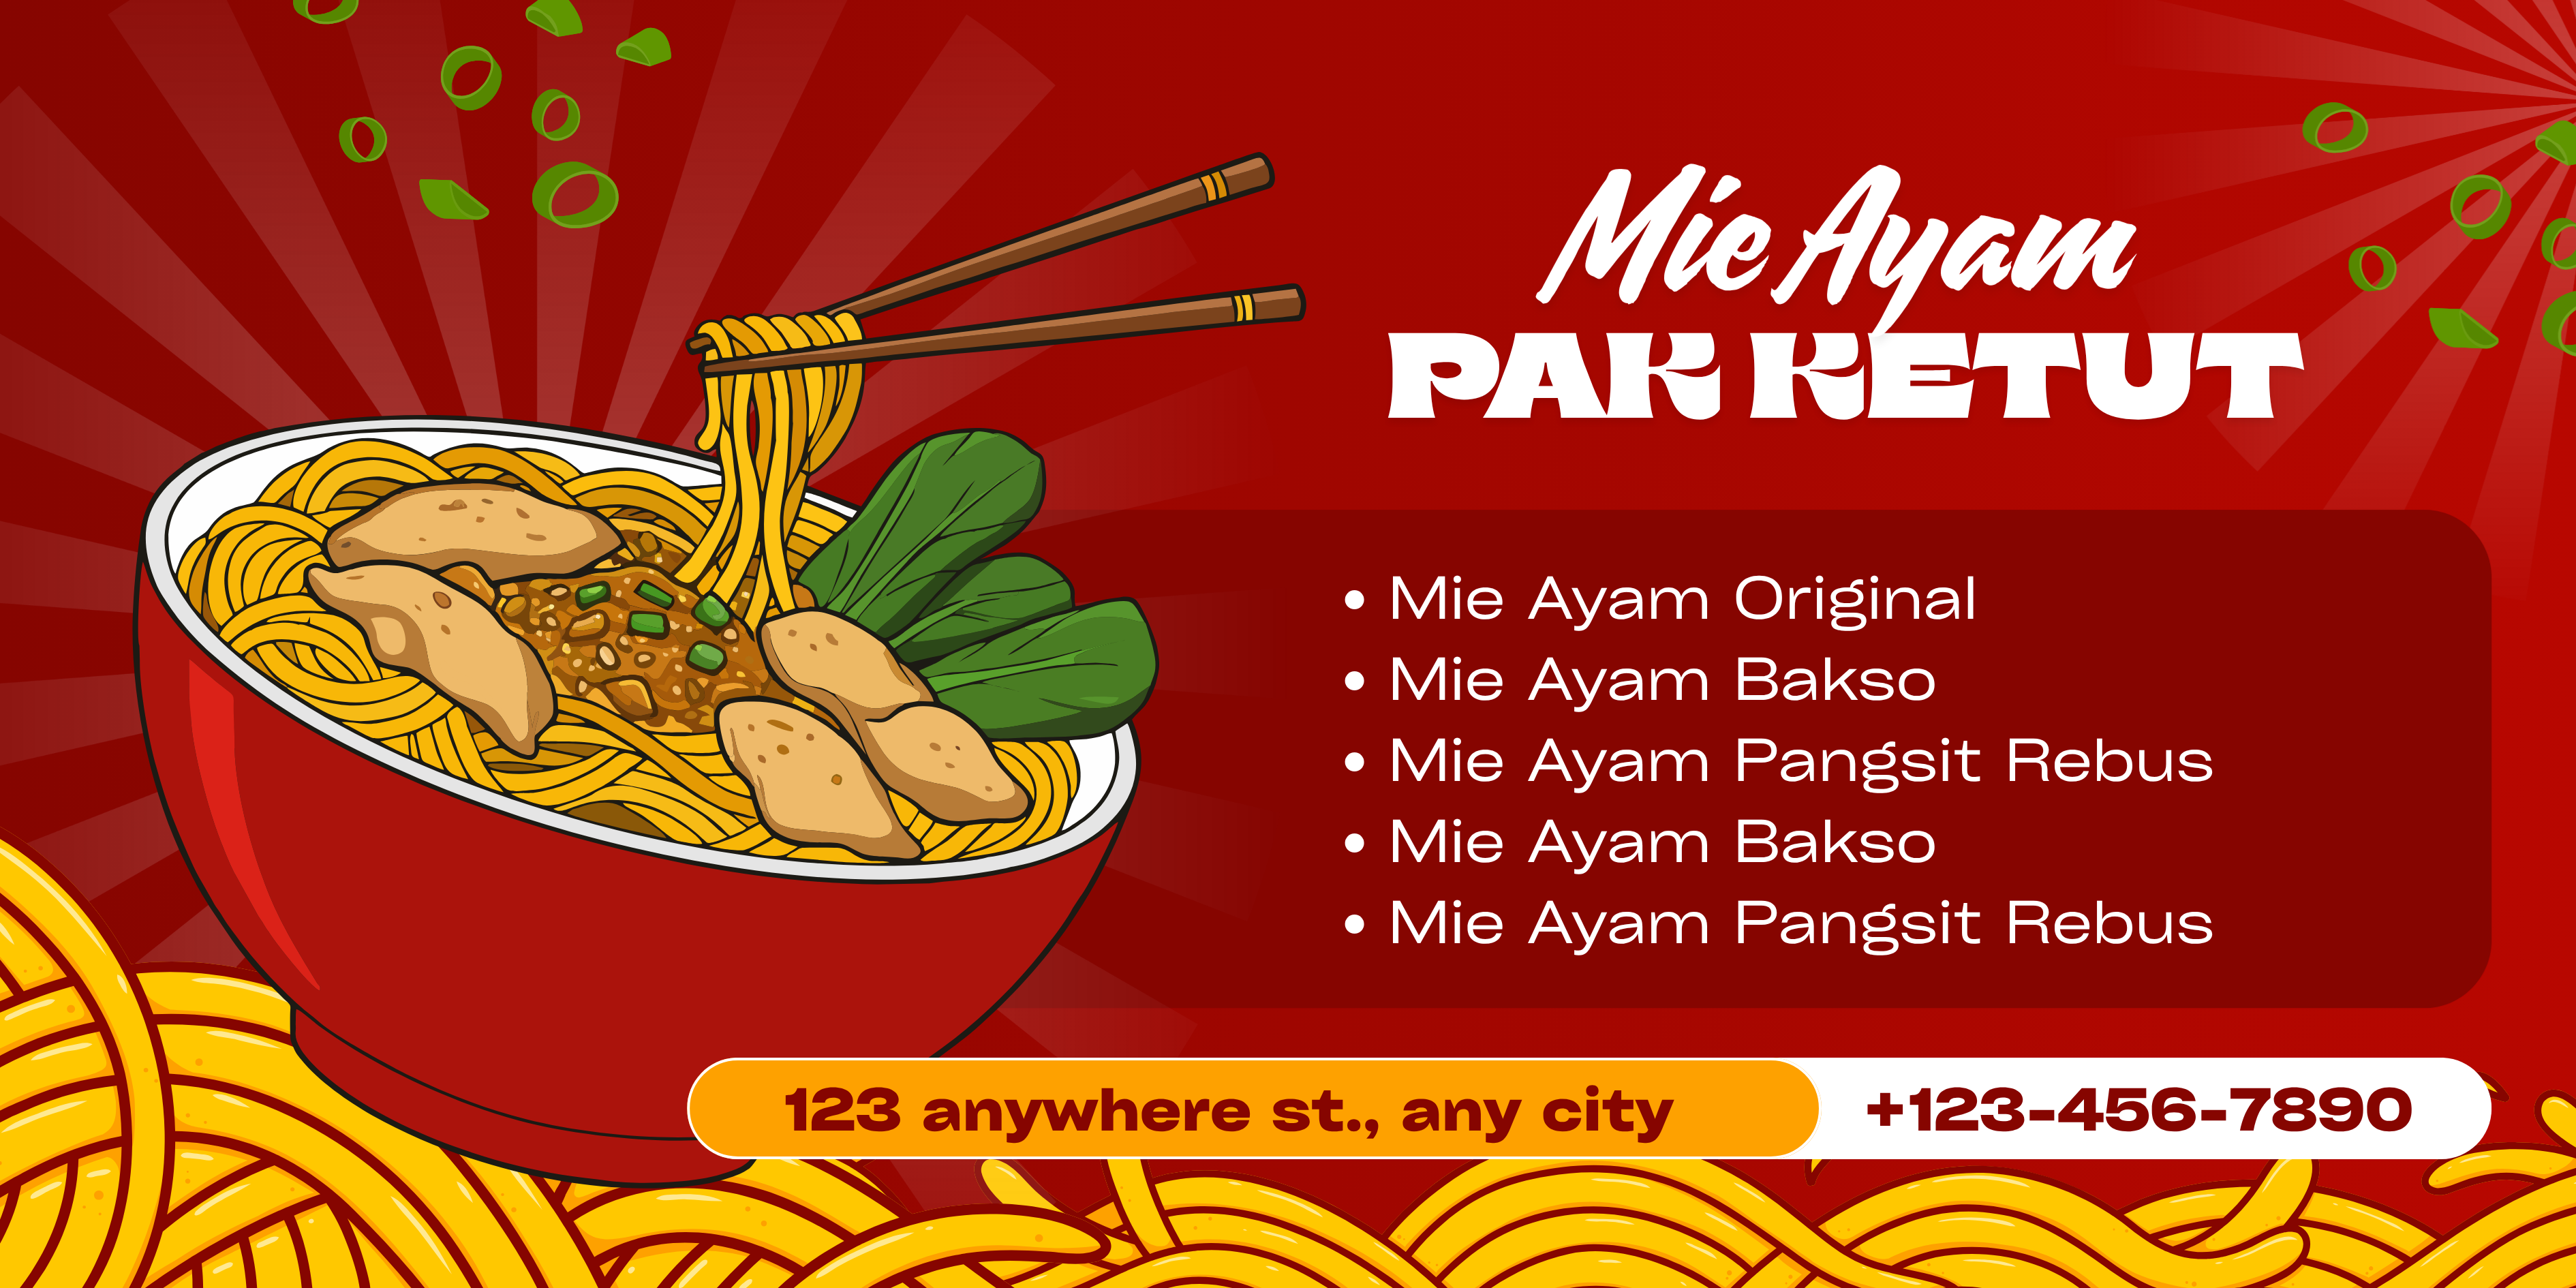 Mie Ayam
PAK KETUT
• Mie Ayam Original
• Mie Ayam Bakso
• Mie Ayam Pangsit Rebus
• Mie Ayam Bakso
• Mie Ayam Pangsit Rebus
123 anywhere st., any city
+123-456-7890